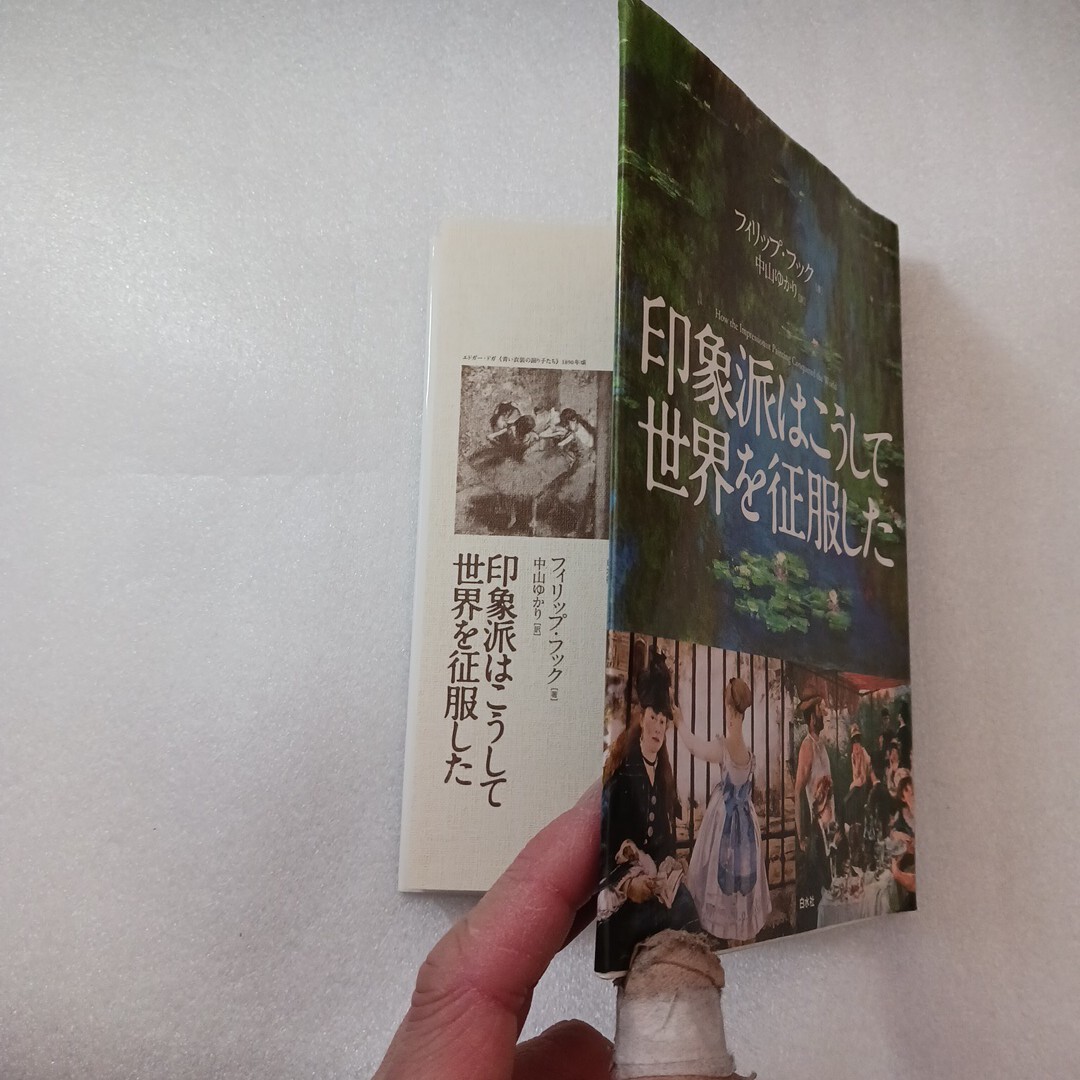 フィリップ・フック 著
中山ゆかり 訳
How the Impressionist Painting Conquered the World
印象派はこうして
世界を征服した
白水社
エドガー・ドガ《青い衣装の踊り子たち》1890年頃
フィリップ・フック[著]
中山ゆかり[訳]
印象派はこうして
世界を征服した